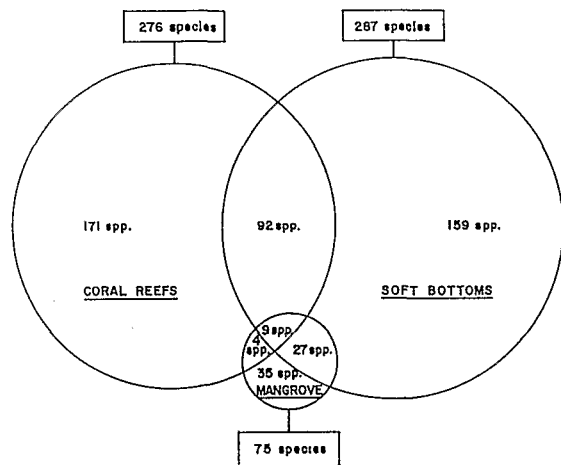 276 species
287 species
171 spp.
92 spp.
159 spp.
CORAL REEFS
SOFT BOTTOMS
9 spp.
4
spp.
27 spp.
35 spp.
MANGROVE
75 species